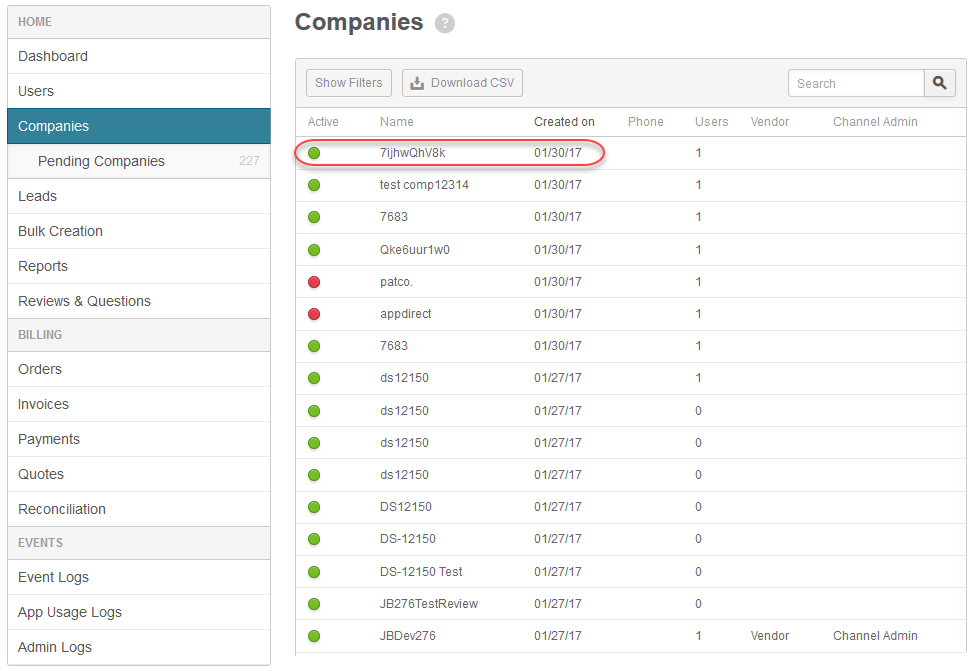 HOME
Dashboard
Users
Companies
Pending Companies 227
Leads
Bulk Creation
Reports
Reviews & Questions
BILLING
Orders
Invoices
Payments
Quotes
Reconciliation
EVENTS
Event Logs
App Usage Logs
Admin Logs
Companies ?
Show Filters Download CSV Search
Active Name Created on Phone Users Vendor Channel Admin
7ijhwQhV8k 01/30/17 1
test comp12314 01/30/17 1
7683 01/30/17 1
Qke6uur1w0 01/30/17 1
patco. 01/30/17 1
appdirect 01/30/17 1
7683 01/30/17 1
ds12150 01/27/17 1
ds12150 01/27/17 0
ds12150 01/27/17 0
ds12150 01/27/17 0
DS12150 01/27/17 0
DS-12150 01/27/17 0
DS-12150 Test 01/27/17 0
JB276TestReview 01/27/17 0
JBDev276 01/27/17 1 Vendor Channel Admin